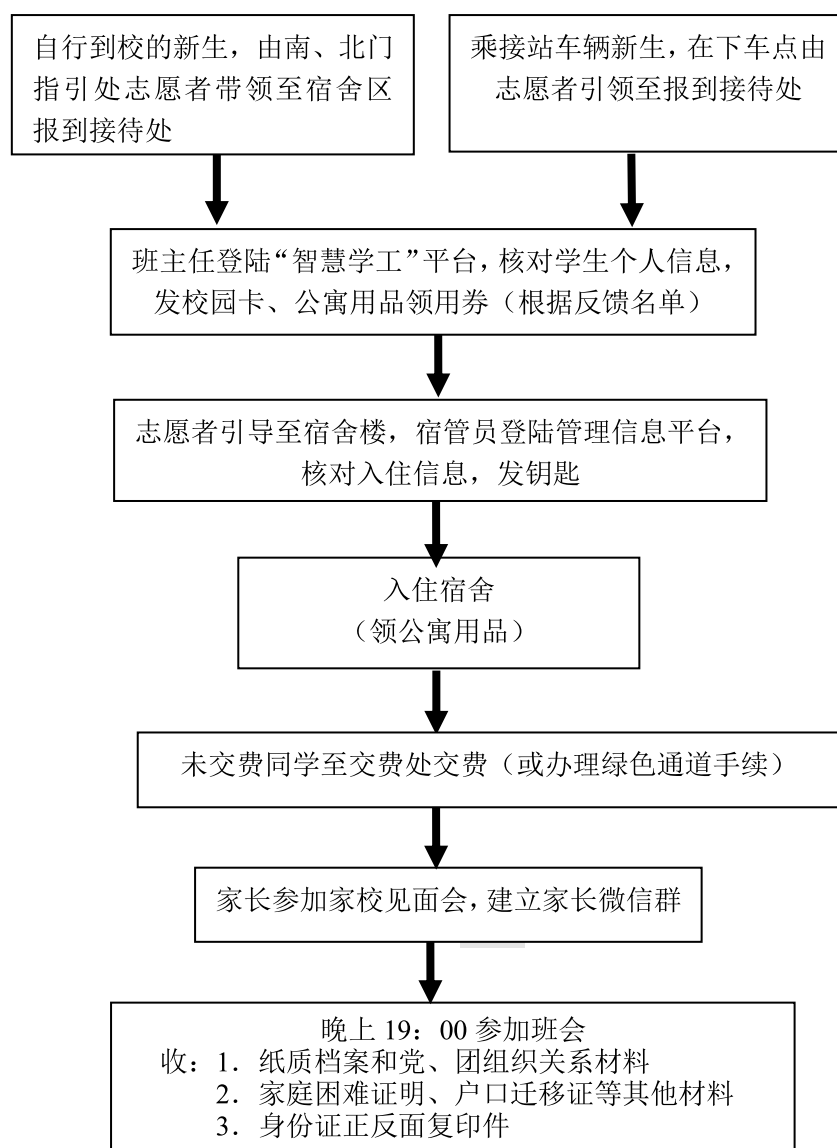 自行到校的新生，由南、北门
指引处志愿者带领至宿舍区
报到接待处
乘接站车辆新生，在下车点由
志愿者引领至报到接待处
班主任登陆“智慧学工”平台，核对学生个人信息，
发校园卡、公寓用品领用券（根据反馈名单）
志愿者引导至宿舍楼，宿管员登陆管理信息平台，
核对入住信息，发钥匙
入住宿舍
（领公寓用品）
未交费同学至交费处交费（或办理绿色通道手续）
家长参加家校见面会，建立家长微信群
晚上 19：00 参加班会
收：1．纸质档案和党、团组织关系材料
2．家庭困难证明、户口迁移证等其他材料
3．身份证正反面复印件